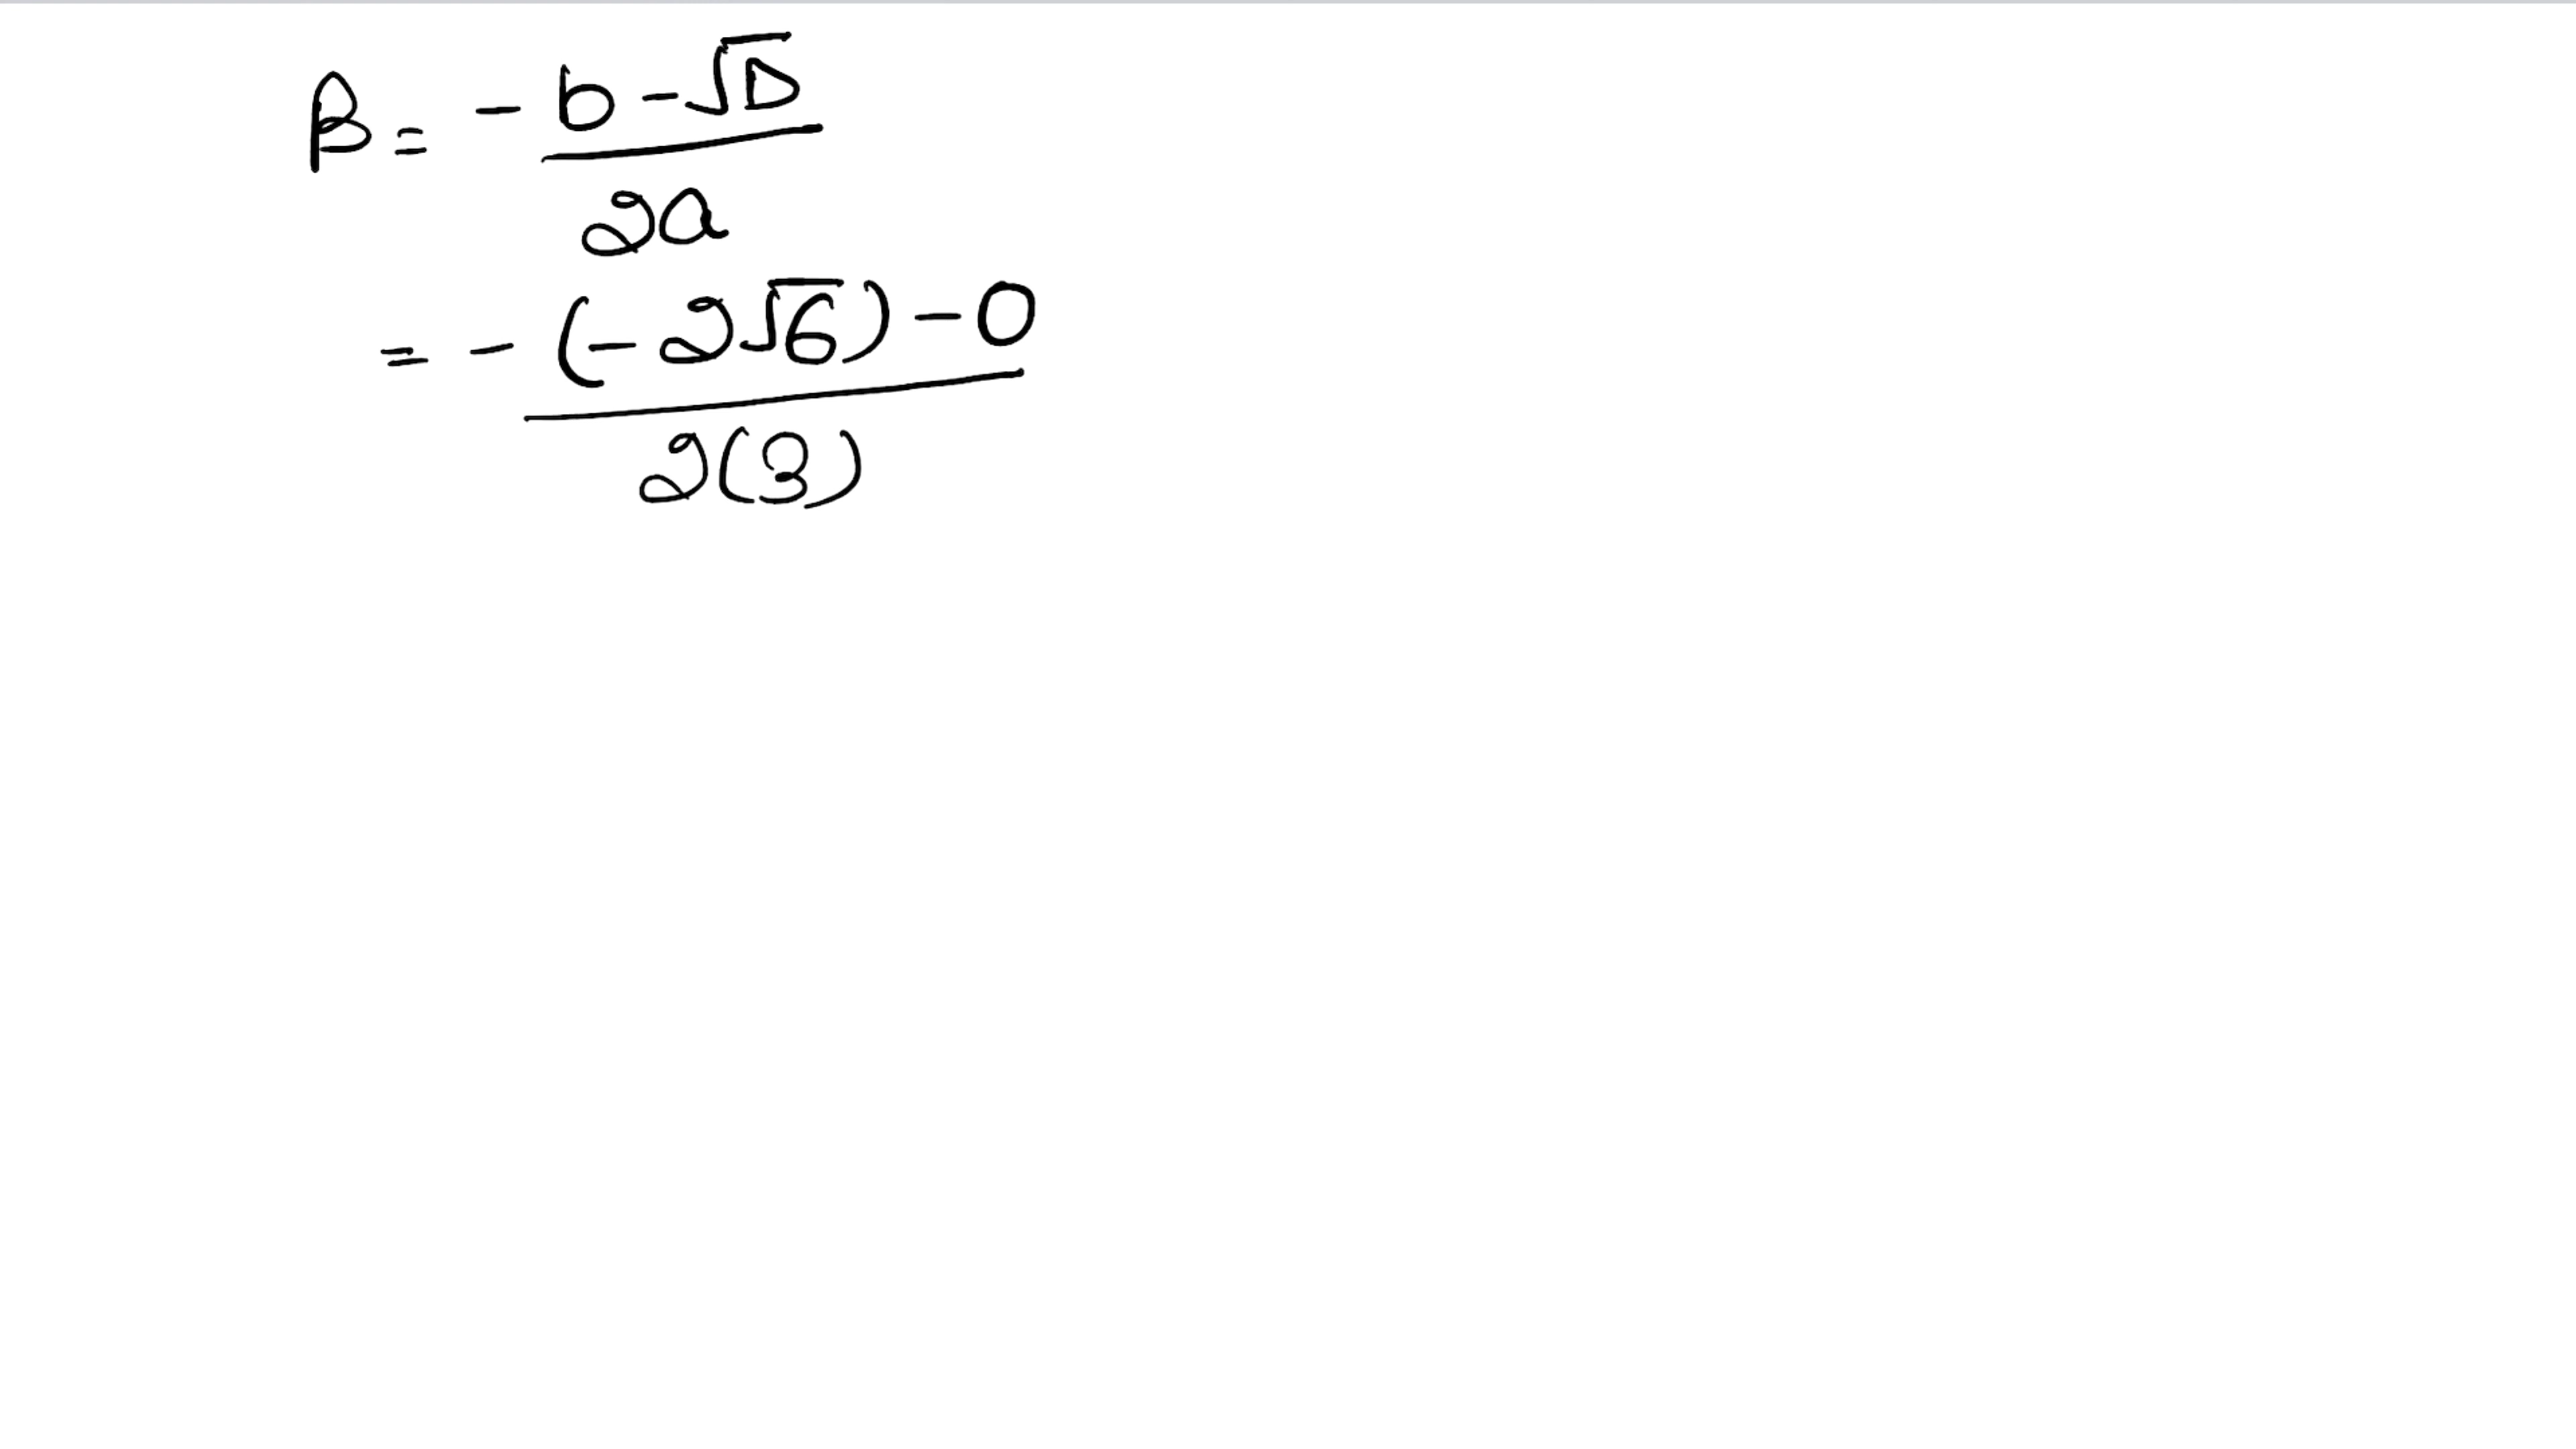 β = -b-√D / 2a
= -(-2√6)-0 / 2(3)